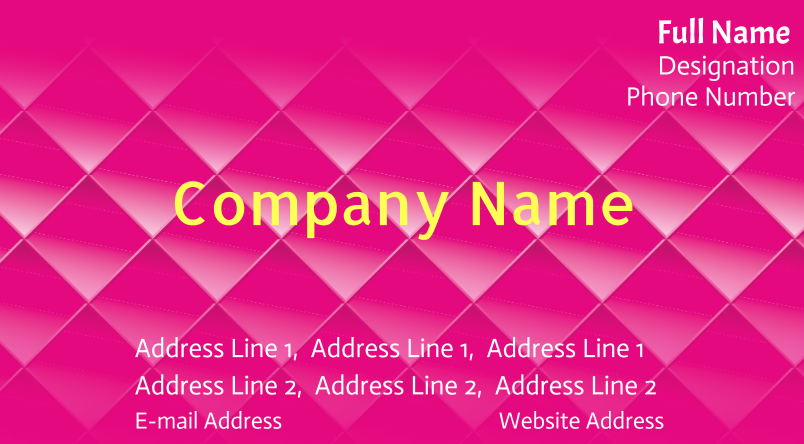 Full Name
Designation
Phone Number
Company Name
Address Line 1, Address Line 1, Address Line 1
Address Line 2, Address Line 2, Address Line 2
E-mail Address Website Address